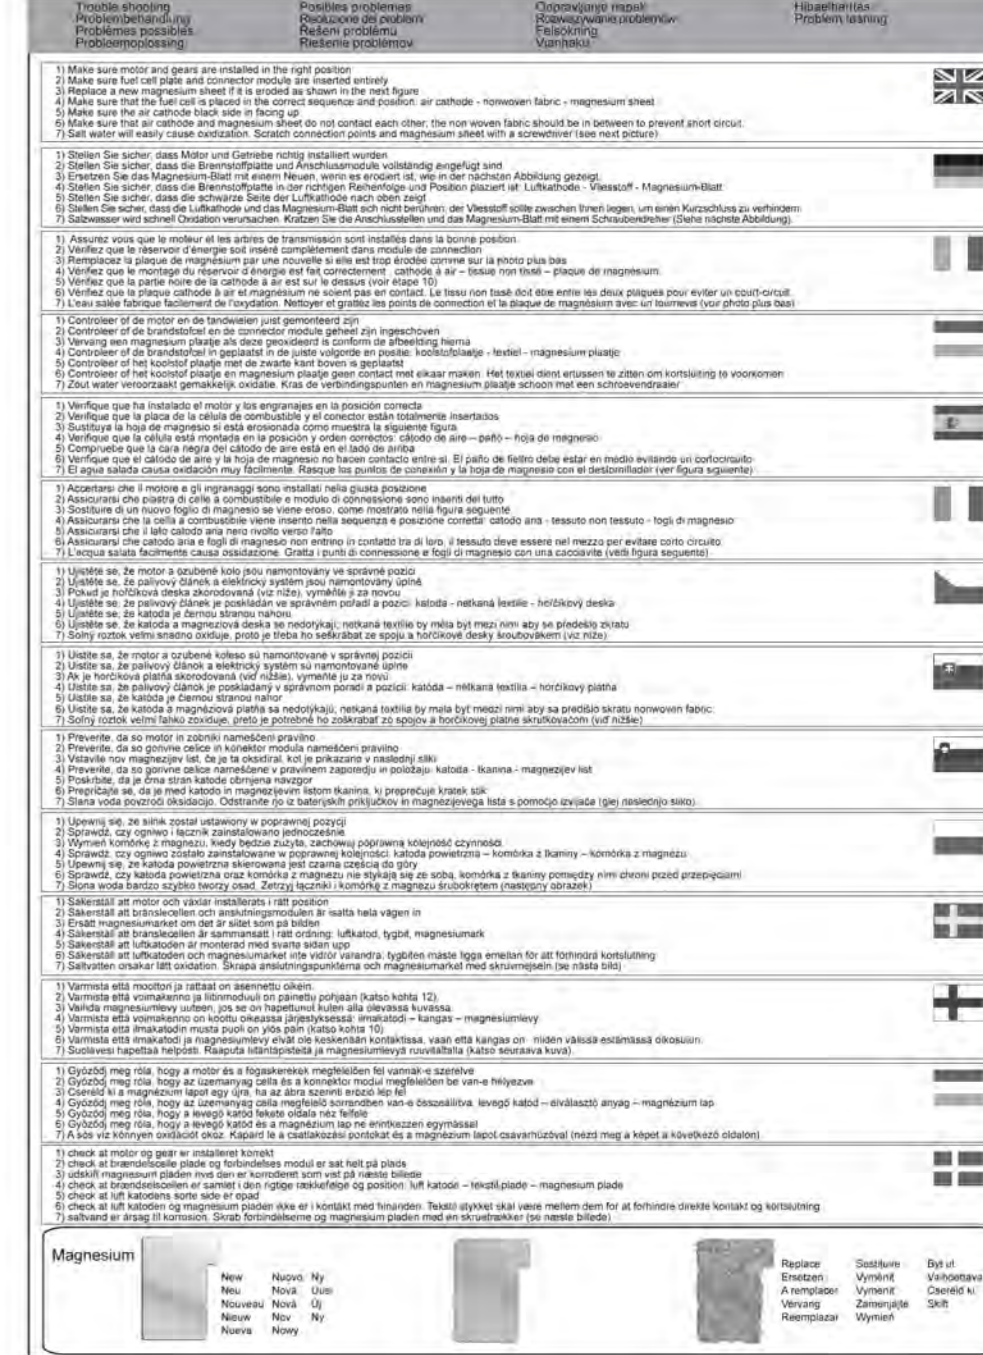 Trouble shooting
Problembehandlung
Problèmes possibles
Probleemoplossing
Posibles problemas
Risoluzione dei problemi
Rešení problému
Riešenie problémov
Odpravljanje napak
Rozwiązywanie problemów
Felsökning
Vianhaku
Hibaelhárítás
Problem løsning
1) Make sure motor and gears are installed in the right position
2) Make sure fuel cell plate and connector module are inserted entirely
3) Replace a new magnesium sheet if it is eroded as shown in the next figure
4) Make sure that the fuel cell is placed in the correct sequence and position: air cathode - nonwoven fabric - magnesium sheet
5) Make sure the air cathode black side in facing up
6) Make sure that air cathode and magnesium sheet do not contact each other; the non woven fabric should be in between to prevent short circuit.
7) Salt water will easily cause oxidization. Scratch connection points and magnesium sheet with a screwdriver (see next picture)
1) Stellen Sie sicher, dass Motor und Getriebe richtig installiert wurden
2) Stellen Sie sicher, dass die Brennstoffplatte und Anschlussmodule vollständig eingefügt sind
3) Ersetzen Sie das Magnesium-Blatt mit einem Neuen, wenn es erodiert ist, wie in der nächsten Abbildung gezeigt.
4) Stellen Sie sicher, dass die Brennstoffplatte in der richtigen Reihenfolge und Position plaziert ist: Luftkathode - Vliesstoff - Magnesium-Blatt
5) Stellen Sie sicher, dass die schwarze Seite der Luftkathode nach oben zeigt
6) Stellen Sie sicher, dass die Luftkathode und das Magnesium-Blatt sich nicht berühren; der Vliesstoff sollte zwischen Ihnen liegen, um einen Kurzschluss zu verhindern.
7) Salzwasser wird schnell Oxidation verursachen. Kratzen Sie die Anschlusstellen und das Magnesium-Blatt mit einem Schraubendreher (Siehe nächste Abbildung).
1) Assurez vous que le moteur et les arbres de transmission sont installés dans la bonne position
2) Vérifiez que le réservoir d'énergie soit inséré complètement dans module de connection
3) Remplacez la plaque de magnésium par une nouvelle si elle est trop érodée comme sur la photo plus bas
4) Vérifiez que le montage du réservoir d'énergie est fait correctement : cathode à air – tissue non tissé – plaque de magnésium.
5) Vérifiez que la partie noire de la cathode à air est sur le dessus (voir étape 10)
6) Vérifiez que la plaque cathode à air et magnésium ne soient pas en contact. Le tissu non tissé doit être entre les deux plaques pour eviter un court-circuit.
7) L'eau salée fabrique facilement de l'oxydation. Nettoyer et grattez les points de connection et la plaque de magnésium avec un tournevis (voir photo plus bas)
1) Controleer of de motor en de tandwielen juist gemonteerd zijn
2) Controleer of de brandstofcel en de connector module geheel zijn ingeschoven
3) Vervang een magnesium plaatje als deze geoxideerd is conform de afbeelding hierna
4) Controleer of de brandstofcel in geplaatst in de juiste volgorde en positie: koolstofplaatje - textiel - magnesium plaatje
5) Controleer of het koolstof plaatje met de zwarte kant boven is geplaatst
6) Controleer of het koolstof plaatje en magnesium plaatje geen contact met elkaar maken. Het textiel dient ertussen te zitten om kortsluiting te voorkomen
7) Zout water veroorzaakt gemakkelijk oxidatie. Kras de verbindingspunten en magnesium plaatje schoon met een schroevendraaier
1) Verifique que ha instalado el motor y los engranajes en la posición correcta
2) Verifique que la placa de la célula de combustible y el conector están totalmente insertados
3) Sustituya la hoja de magnesio si está erosionada como muestra la siguiente figura
4) Verifique que la célula está montada en la posición y orden correctos: cátodo de aire – paño – hoja de magnesio
5) Compruebe que la cara negra del cátodo de aire está en el lado de arriba
6) Verifique que el cátodo de aire y la hoja de magnesio no hacen contacto entre si. El paño de fieltro debe estar en medio evitando un cortocircuito
7) El agua salada causa oxidación muy fácilmente. Rasque los puntos de conexión y la hoja de magnesio con el destornillador (ver figura siguiente)
1) Accertarsi che il motore e gli ingranaggi sono installati nella giusta posizione
2) Assicurarsi che piastra di celle a combustibile e modulo di connessione sono inseriti del tutto
3) Sostituire di un nuovo foglio di magnesio se viene eroso, come mostrato nella figura seguente
4) Assicurarsi che la cella a combustibile viene inserito nella sequenza e posizione corretta: catodo aria - tessuto non tessuto - fogli di magnesio
5) Assicurarsi che il lato catodo aria nero rivolto verso l'alto
6) Assicurarsi che catodo aria e fogli di magnesio non entrino in contatto tra di loro, il tessuto deve essere nel mezzo per evitare corto circuito.
7) L'acqua salata facilmente causa ossidazione. Gratta i punti di connessione e fogli di magnesio con una cacciavite (vedi figura seguente)
1) Ujistěte se, že motor a ozubené kolo jsou namontovány ve správné pozici
2) Ujistěte se, že palivový článek a elektrický systém jsou namontovány úplně
3) Pokud je hořčíková deska zkorodovaná (viz níže), vyměňte ji za novou
4) Ujistěte se, že palivový článek je poskládán ve správném pořadí a pozici: katoda - netkaná textilie - hořčíkový deska
5) Ujistěte se, že katoda je černou stranou nahoru
6) Ujistěte se, že katoda a magneziová deska se nedotýkají; netkaná textilie by měla být mezi nimi aby se předešlo zkratu
7) Solný roztok velmi snadno oxiduje, proto je třeba ho seškrábat ze spoju a hořčíkové desky šroubovákem (viz níže)
1) Uistite sa, že motor a ozubené koleso sú namontované v správnej pozícii
2) Uistite sa, že palivový článok a elektrický systém sú namontované úplne
3) Ak je horčíková platňa skorodovaná (viď nižšie), vymeňte ju za novú
4) Uistite sa, že palivový článok je poskladaný v správnom poradí a pozícii: katóda – netkaná textília – horčíkový platňa
5) Uistite sa, že katóda je čiernou stranou nahor
6) Uistite sa, že katóda a magnéziová platňa sa nedotýkajú, netkaná textília by mala byť medzi nimi aby sa predišlo skratu nonwoven fabric.
7) Soľný roztok veľmi ľahko zoxiduje, preto je potrebné ho zoškrabať zo spojov a horčíkovej platne skrutkovačom (viď nižšie)
1) Preverite, da so motor in zobniki nameščeni pravilno
2) Preverite, da so gorivne celice in konektor modula nameščeni pravilno
3) Vstavite nov magnezijev list, če je ta oksidiral, kot je prikazano v naslednji sliki
4) Preverite, da so gorivne celice nameščene v pravilnem zaporedju in položaju: katoda - tkanina - magnezijev list
5) Poskrbite, da je črna stran katode obrnjena navzgor
6) Prepričajte se, da je med katodo in magnezijevim listom tkanina, ki preprečuje kratek stik
7) Slana voda povzroči oksidacijo. Odstranite rjo iz baterijskih priključkov in magnezijevega lista s pomočjo izvijača (glej naslednjo sliko)
1) Upewnij się, że silnik został ustawiony w poprawnej pozycji
2) Sprawdź, czy ogniwo i łącznik zainstalowano jednocześnie
3) Wymień komórkę z magnezu, kiedy będzie zużyta, zachowuj poprawną kolejność czynności
4) Sprawdź, czy ogniwo zostało zainstalowane w poprawnej kolejności: katoda powietrzna – komórka z tkaniny – komórka z magnezu
5) Upewnij się, że katoda powietrzna skierowana jest czarną częścią do góry
6) Sprawdź, czy katoda powietrzna oraz komórka z magnezu nie stykają się ze sobą, komórka z tkaniny pomiędzy nimi chroni przed przepięciami
7) Słona woda bardzo szybko tworzy osad. Zetrzyj łączniki i komórkę z magnezu śrubokrętem (następny obrazek)
1) Säkerställ att motor och växlar installerats i rätt position
2) Säkerställ att bränslecellen och anslutningsmodulen är isatta hela vägen in
3) Ersätt magnesiumarket om det är slitet som på bilden
4) Säkerställ att bränslecellen är sammansatt i rätt ordning: luftkatod, tygbit, magnesiumark
5) Säkerställ att luftkatoden är monterad med svarta sidan upp
6) Säkerställ att luftkatoden och magnesiumarket inte vidrör varandra, tygbiten måste ligga emellan för att förhindra kortslutning
7) Saltvatten orsakar lätt oxidation. Skrapa anslutningspunkterna och magnesiumarket med skruvmejseln (se nästa bild)
1) Varmista että moottori ja rattaat on asennettu oikein.
2) Varmista että voimakenno ja liitinmoduuli on painettu pohjaan (katso kohta 12)
3) Vaihda magnesiumlevy uuteen, jos se on hapettunut kuten alla olevassa kuvassa.
4) Varmista että voimakenno on koottu oikeassa järjestyksessä: ilmakatodi – kangas – magnesiumlevy
5) Varmista että ilmakatodin musta puoli on ylös päin (katso kohta 10)
6) Varmista että ilmakatodi ja magnesiumlevy eivät ole keskenään kontaktissa, vaan että kangas on niiden välissä estämässä oikosulun.
7) Suolavesi hapettaa helposti. Raaputa liitäntäpisteitä ja magnesiumlevyä ruuvitaltalla (katso seuraava kuva).
1) Győződj meg róla, hogy a motor és a fogaskerekek megfelelően fel vannak-e szerelve
2) Győződj meg róla, hogy az üzemanyag cella és a konnektor modul megfelelően be van-e helyezve
3) Cseréld ki a magnézium lapot egy újra, ha az ábra szerinti erózió lép fel
4) Győződj meg róla, hogy az üzemanyag cella megfelelő sorrendben van-e összeállítva: levegő katód – elválasztó anyag – magnézium lap
5) Győződj meg róla, hogy a levegő katód fekete oldala néz felfele
6) Győződj meg róla, hogy a levegő katód és a magnézium lap ne érintkezzen egymással
7) A sós víz könnyen oxidációt okoz. Kapard le a csatlakozási pontokat és a magnézium lapot csavarhúzóval (nézd meg a képet a következő oldalon)
1) check at motor og gear er installeret korrekt
2) check at brændelscelle plade og forbindelses modul er sat helt på plads
3) udskift magnesium pladen hvis den er korroderet som vist på næste billede
4) check at brændselscellen er samlet i den rigtige rækkefølge og position: luft katode – tekstil plade – magnesium plade
5) check at luft katodens sorte side er opad
6) check at luft katoden og magnesium pladen ikke er i kontakt med hinanden. Tekstil stykket skal være mellem dem for at forhindre direkte kontakt og kortslutning
7) saltvand er årsag til korrosion. Skrab forbindelserne og magnesium pladen med en skruetrækker (se næste billede)
Magnesium
New
Neu
Nouveau
Nieuw
Nueva
Nuovo
Nová
Nová
Nov
Nowy
Ny
Uusi
Új
Ny
Replace
Ersetzen
A remplacer
Vervang
Reemplazar
Sostituire
Vyměnit
Vymeniť
Zamenjajte
Wymień
Byt ut
Vaihdettava
Cseréld ki
Skift